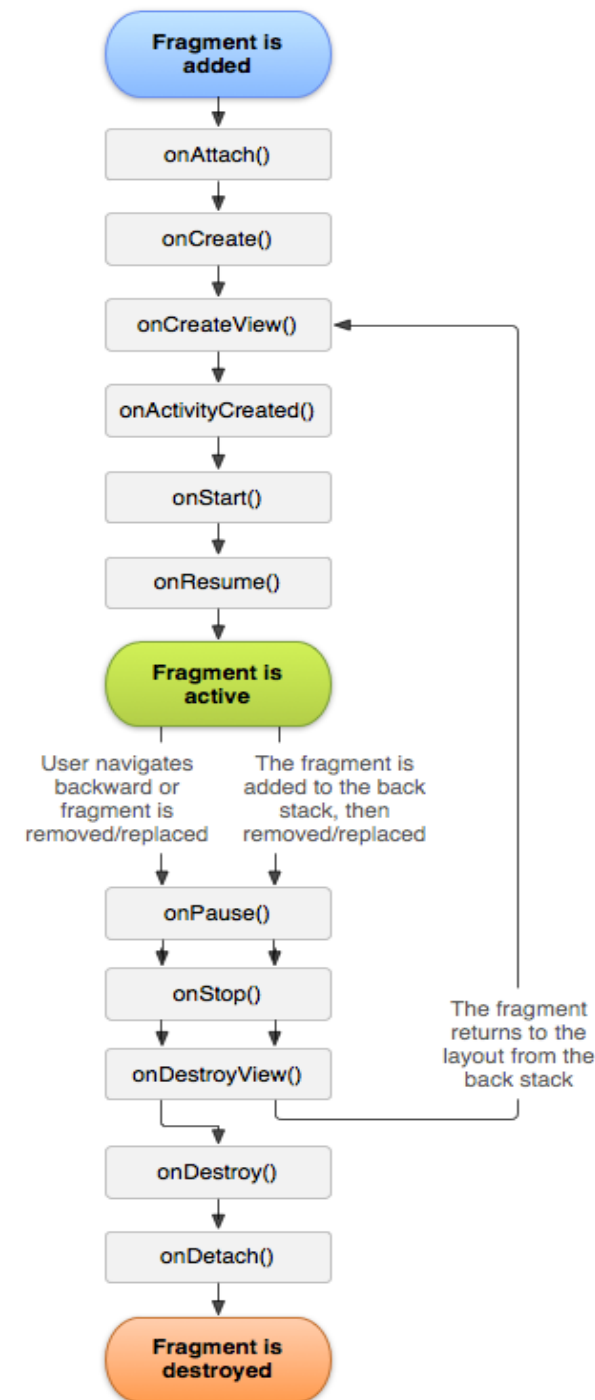 Fragment is
added
onAttach()
onCreate()
onCreateView()
onActivityCreated()
onStart()
onResume()
Fragment is
active
User navigates
backward or
fragment is
removed/replaced
The fragment is
added to the back
stack, then
removed/replaced
onPause()
onStop()
onDestroyView()
The fragment
returns to the
layout from the
back stack
onDestroy()
onDetach()
Fragment is
destroyed